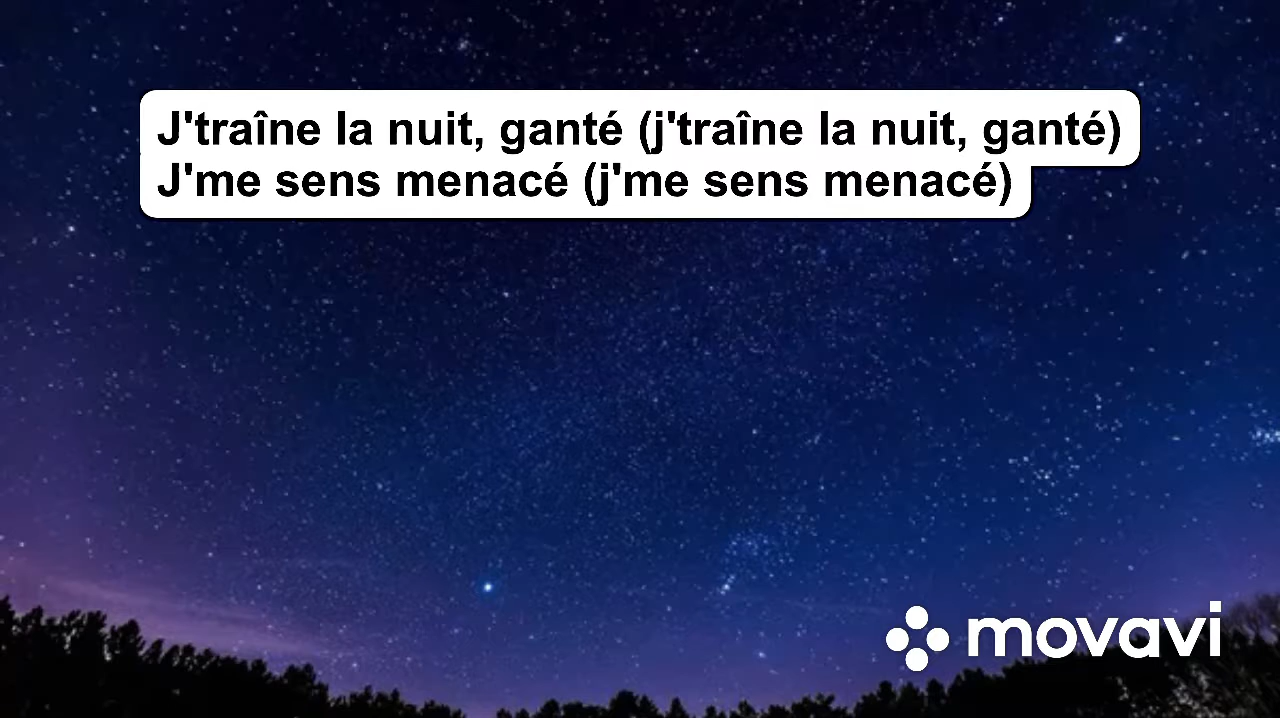 J'traîne la nuit, ganté (j'traîne la nuit, ganté)
J'me sens menacé (j'me sens menacé)
movavi